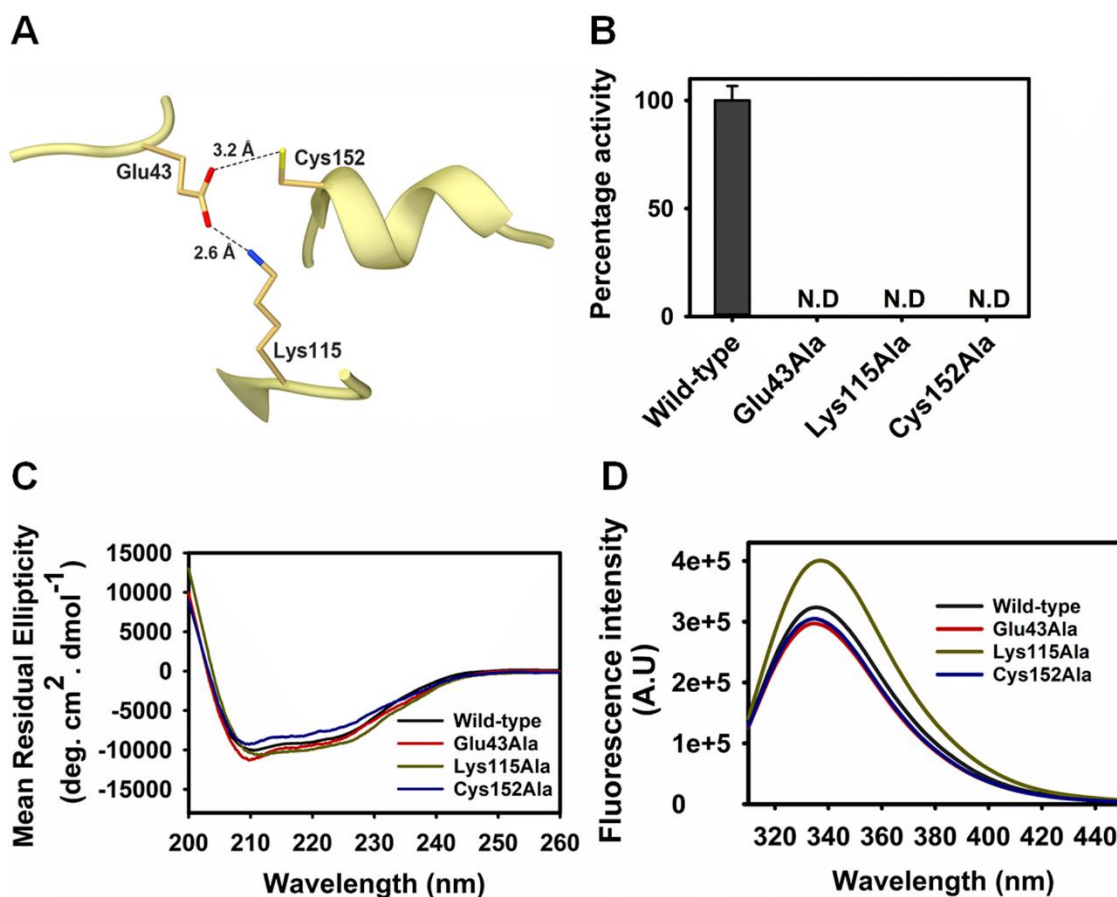 A
3.2 Å
Glu43
Cys152
2.6 Å
Lys115
B
Percentage activity
100
50
0
N.D N.D N.D
Wild-type
Glu43Ala
Lys115Ala
Cys152Ala
C
Mean Residual Ellipticity
(deg. cm² . dmol⁻¹)
15000
10000
5000
0
-5000
-10000
-15000
Wild-type
Glu43Ala
Lys115Ala
Cys152Ala
200 210 220 230 240 250 260
Wavelength (nm)
D
Fluorescence intensity
(A.U)
4e+5
3e+5
2e+5
1e+5
0
Wild-type
Glu43Ala
Lys115Ala
Cys152Ala
320 340 360 380 400 420 440
Wavelength (nm)